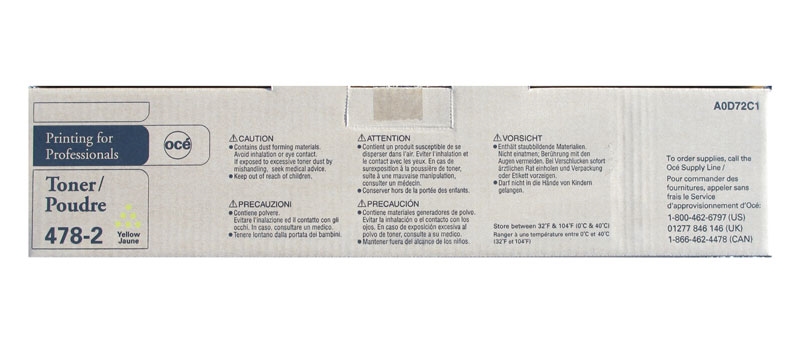 A0D72C1
Printing for
Professionals
océ
Toner/
Poudre
478-2
Yellow
Jaune
⚠CAUTION
●Contains dust forming materials.
Avoid inhalation or eye contact.
If exposed to excessive toner dust by
mishandling, seek medical advice.
●Keep out of reach of children.
⚠PRECAUZIONI
●Contiene polvere.
Evitare l'inalazione ed il contatto con gli
occhi. In caso, consultare un medico.
●Tenere lontano dalla portata dei bambini.
⚠ATTENTION
●Contient un produit susceptible de se
disperser dans l'air. Eviter l'inhalation et
le contact avec les yeux. En cas de
surexposition à la poussière de toner,
suite à une mauvaise manipulation,
consulter un médecin.
●Conserver hors de la portée des enfants.
⚠PRECAUCIÓN
●Contiene materiales generadores de polvo.
Evitar la inhalación o el contacto con los
ojos. En caso de exposición excesiva al
polvo de toner, consulte a su medico.
●Mantener fuera del alcance de los niños.
⚠VORSICHT
●Enthält staubbildende Materialien.
Nicht einatmen; Berührung mit den
Augen vermeiden. Bei Verschlucken sofort
ärztlichen Rat einholen und Verpackung
oder Etikett vorzeigen.
●Darf nicht in die Hände von Kindern
gelangen.
Store between 32°F & 104°F (0°C & 40°C)
Ranger à une température entre 0°C et 40°C
(32°F et 104°F)
To order supplies, call the
Océ Supply Line /
Pour commander des
fournitures, appeler sans
frais le Service
d'approvisionnement d'Océ:
1-800-462-6797 (US)
01277 846 146 (UK)
1-866-462-4478 (CAN)